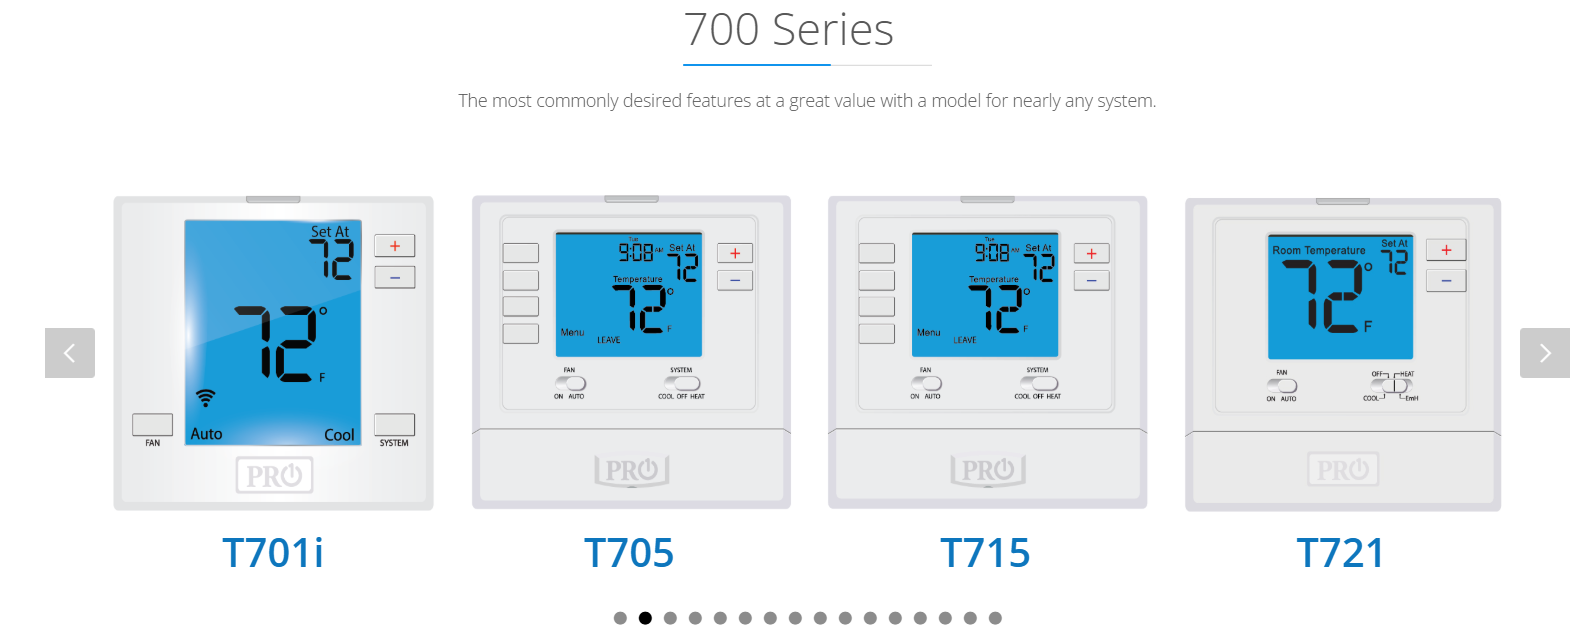 700 Series
The most commonly desired features at a great value with a model for nearly any system.
Set At
72
+
−
72°
F
Auto
Cool
FAN
SYSTEM
PRO
T701i
Tue
9:08 AM
Set At
72
+
−
Temperature
72°
F
Menu
LEAVE
FAN
ON AUTO
SYSTEM
COOL OFF HEAT
PRO
T705
Tue
9:08 AM
Set At
72
+
−
Temperature
72°
F
Menu
LEAVE
FAN
ON AUTO
SYSTEM
COOL OFF HEAT
PRO
T715
Room Temperature
Set At
72
+
−
72°
F
FAN
ON AUTO
OFF HEAT
COOL EmH
PRO
T721